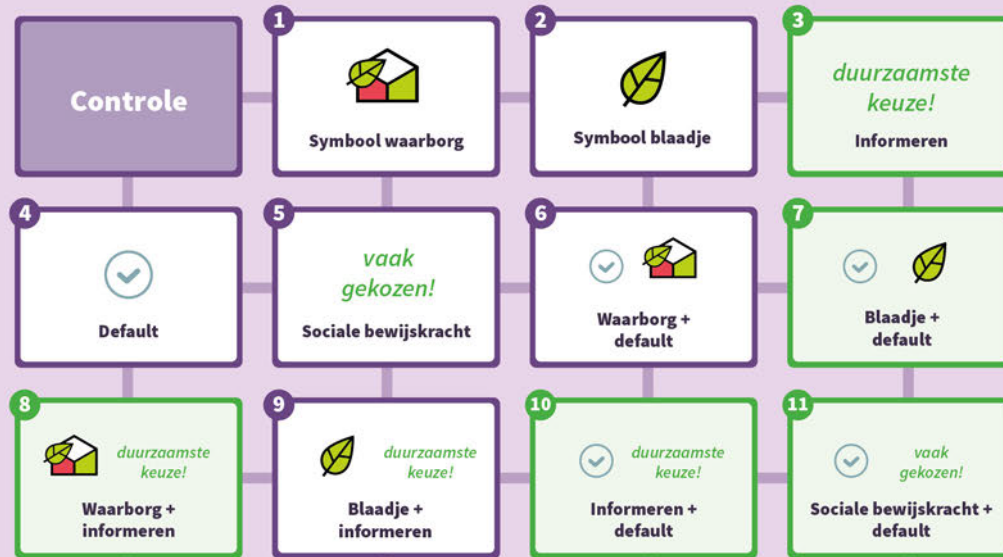 Controle
1
Symbool waarborg
2
Symbool blaadje
3
duurzaamste
keuze!
Informeren
4
Default
5
vaak
gekozen!
Sociale bewijskracht
6
Waarborg +
default
7
Blaadje +
default
8
duurzaamste
keuze!
Waarborg +
informeren
9
duurzaamste
keuze!
Blaadje +
informeren
10
duurzaamste
keuze!
Informeren +
default
11
vaak
gekozen!
Sociale bewijskracht +
default